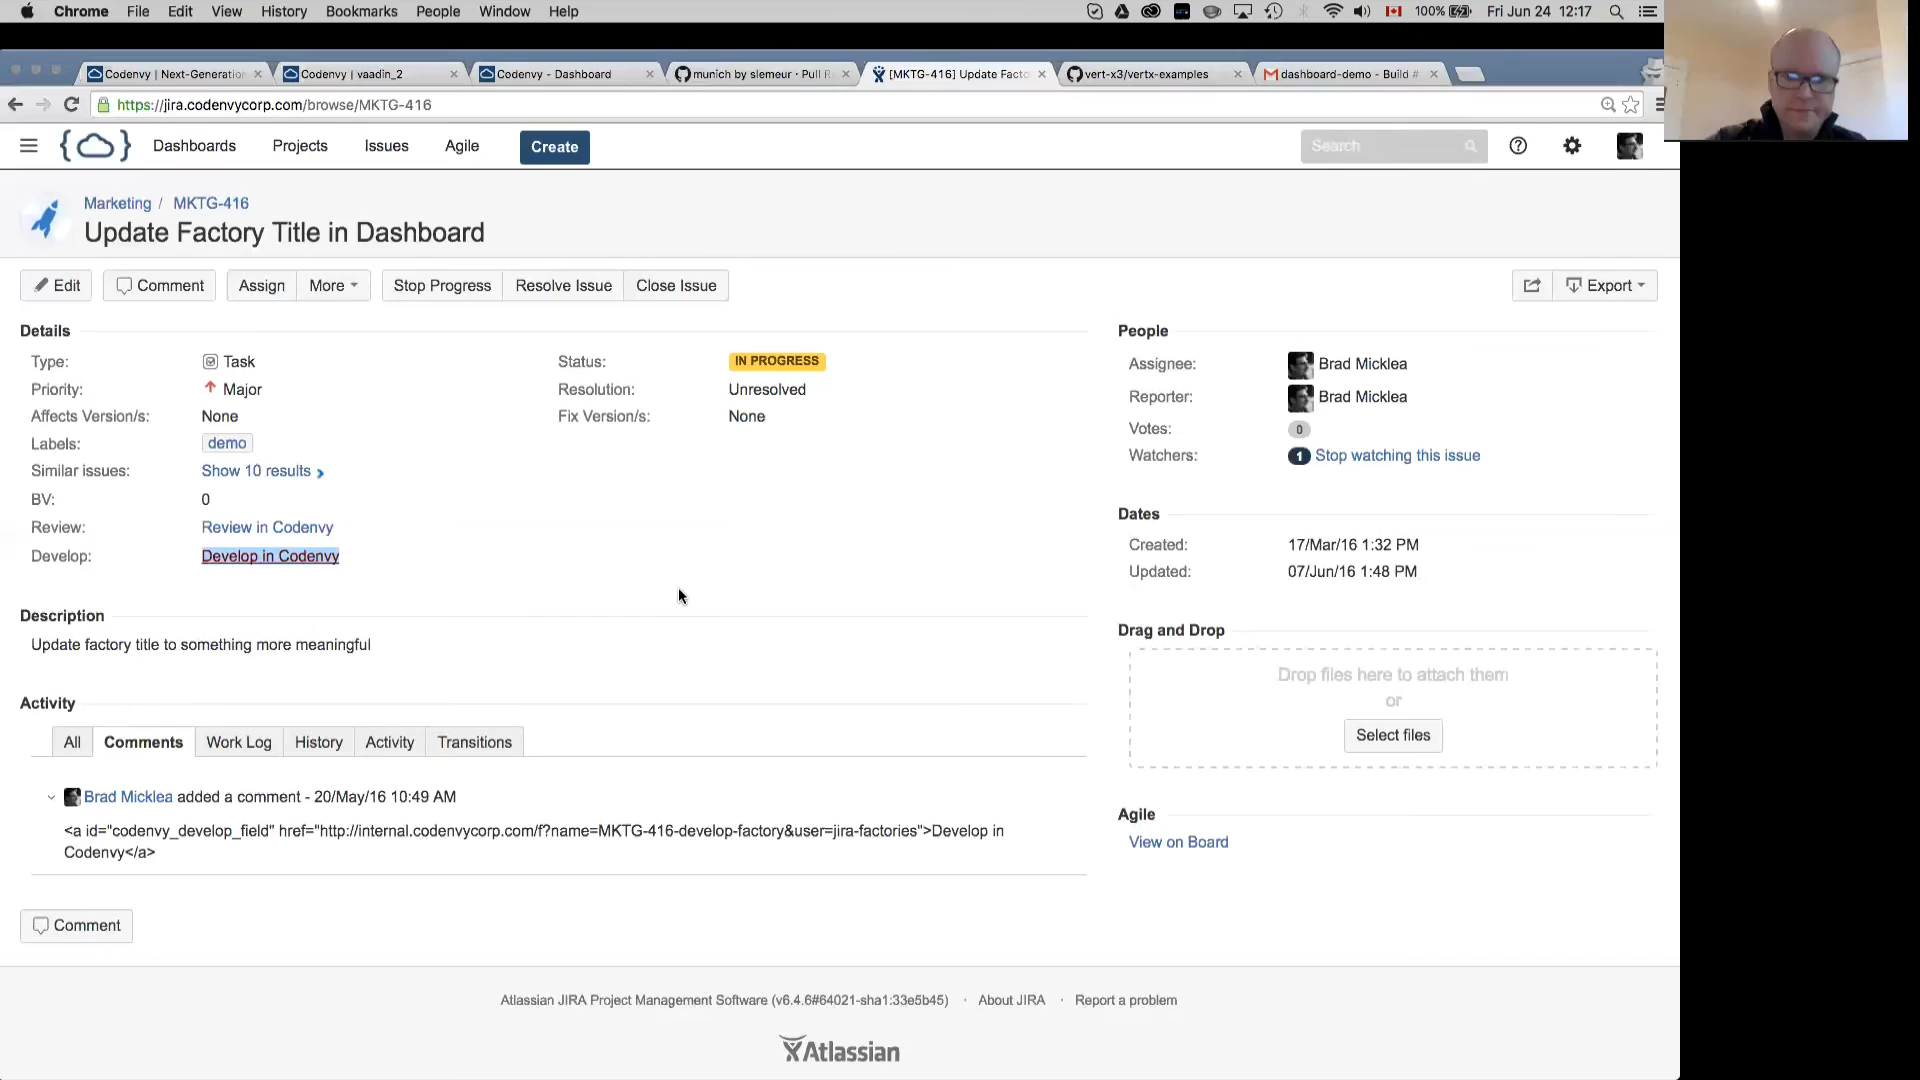 Chrome File Edit View History Bookmarks People Window Help 100% Fri Jun 24 12:17
Codenvy | Next-Generation Codenvy | vaadin_2 Codenvy - Dashboard munich by slemeur · Pull R [MKTG-416] Update Facto vert-x3/vertx-examples dashboard-demo - Build #
https://jira.codenvycorp.com/browse/MKTG-416
Dashboards Projects Issues Agile Create Search
Marketing / MKTG-416
Update Factory Title in Dashboard
Edit Comment Assign More Stop Progress Resolve Issue Close Issue Export
Details
Type: Task Status: IN PROGRESS
Priority: Major Resolution: Unresolved
Affects Version/s: None Fix Version/s: None
Labels: demo
Similar issues: Show 10 results
BV: 0
Review: Review in Codenvy
Develop: Develop in Codenvy
Description
Update factory title to something more meaningful
Activity
All Comments Work Log History Activity Transitions
Brad Micklea added a comment - 20/May/16 10:49 AM
<a id="codenvy_develop_field" href="http://internal.codenvycorp.com/f?name=MKTG-416-develop-factory&user=jira-factories">Develop in
Codenvy</a>
Comment
People
Assignee: Brad Micklea
Reporter: Brad Micklea
Votes: 0
Watchers: 1 Stop watching this issue
Dates
Created: 17/Mar/16 1:32 PM
Updated: 07/Jun/16 1:48 PM
Drag and Drop
Drop files here to attach them
or
Select files
Agile
View on Board
Atlassian JIRA Project Management Software (v6.4.6#64021-sha1:33e5b45) · About JIRA · Report a problem
Atlassian